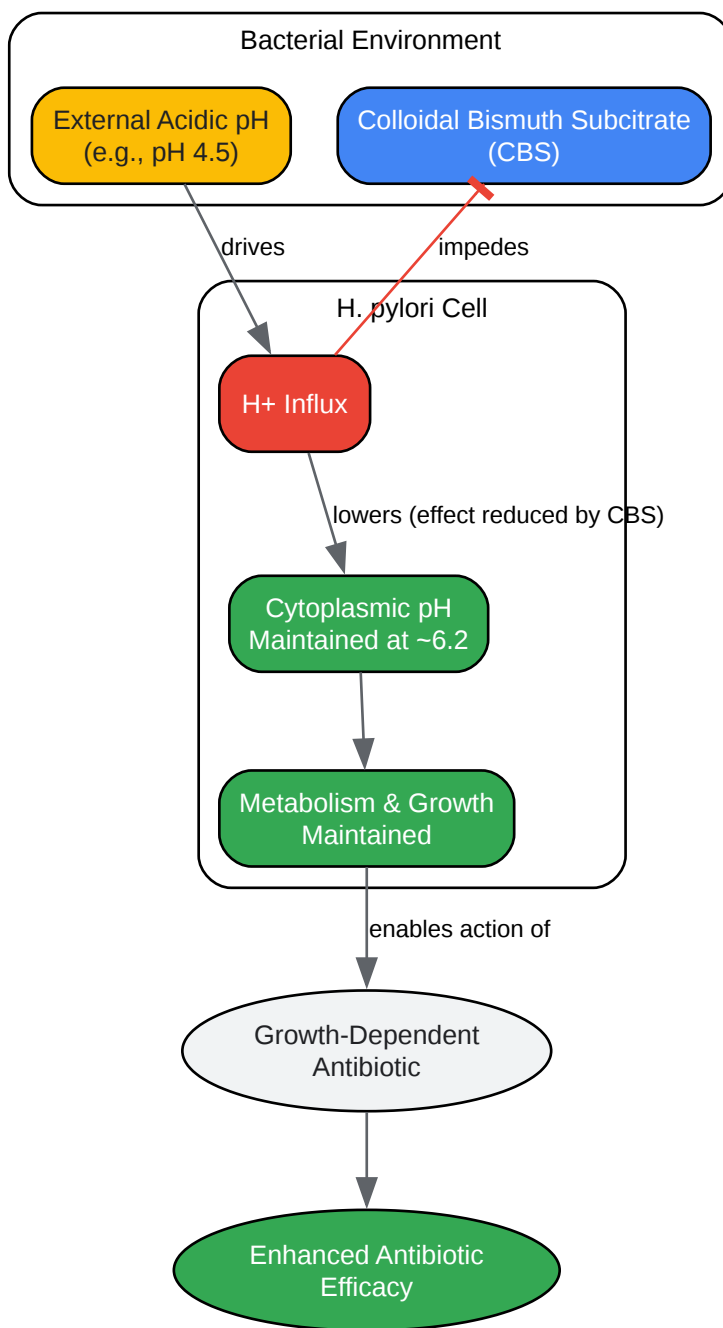 Bacterial Environment
External Acidic pH
(e.g., pH 4.5)
Colloidal Bismuth Subcitrate
(CBS)
drives
impedes
H. pylori Cell
H+ Influx
lowers (effect reduced by CBS)
Cytoplasmic pH
Maintained at ~6.2
Metabolism & Growth
Maintained
enables action of
Growth-Dependent
Antibiotic
Enhanced Antibiotic
Efficacy